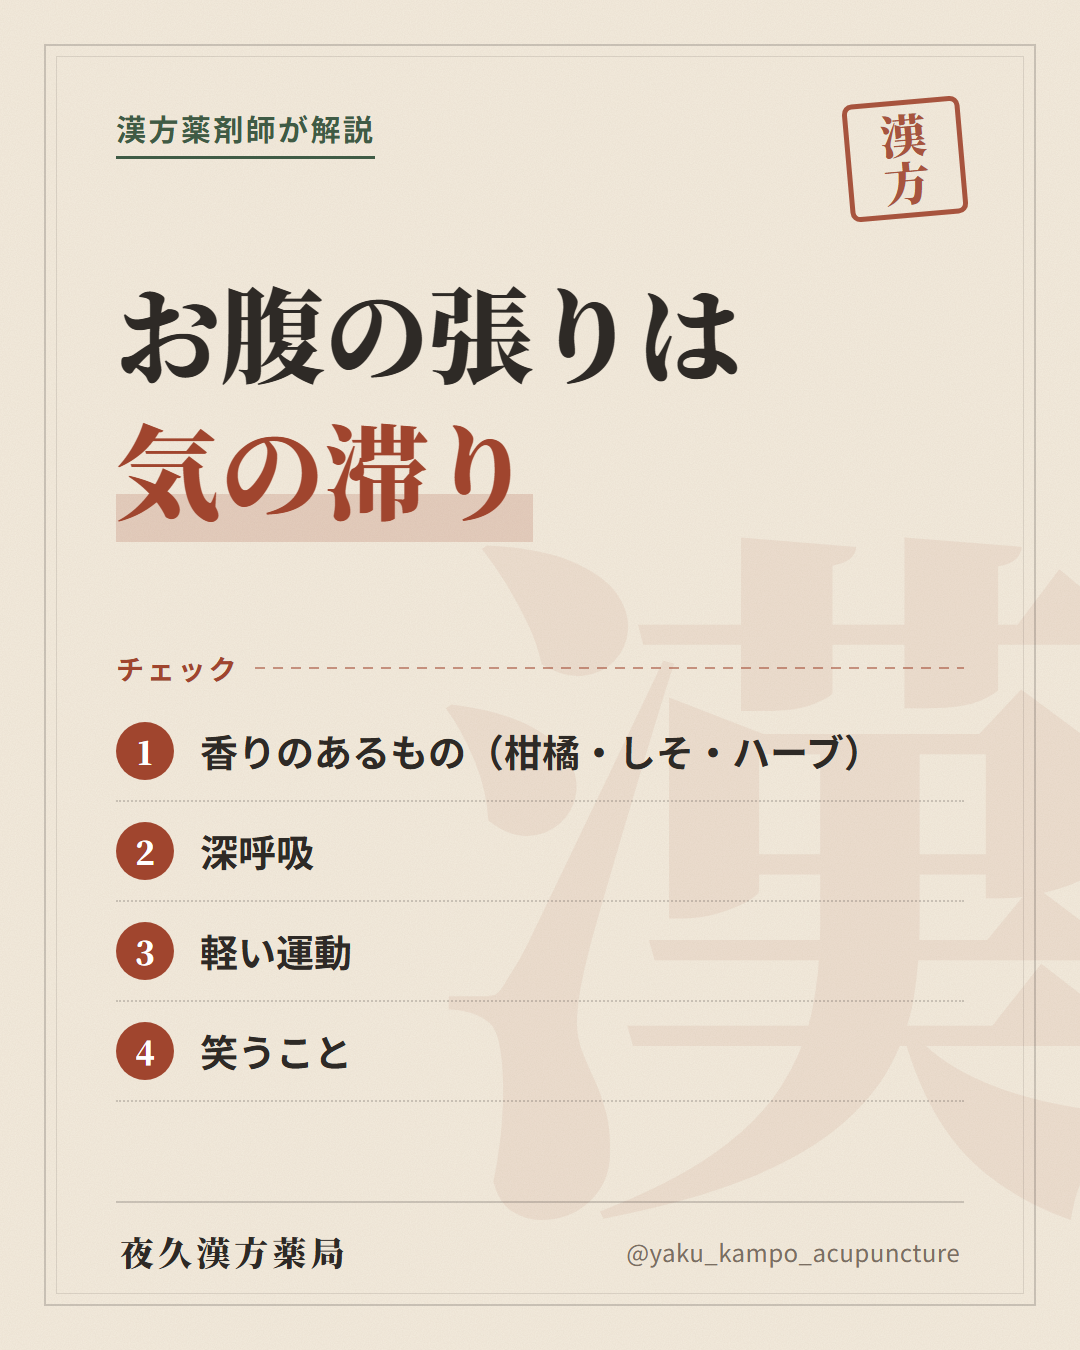 漢方薬剤師が解説
漢方
お腹の張りは
気の滞り
チェック
1 香りのあるもの（柑橘・しそ・ハーブ）
2 深呼吸
3 軽い運動
4 笑うこと
夜久漢方薬局
@yaku_kampo_acupuncture
漢